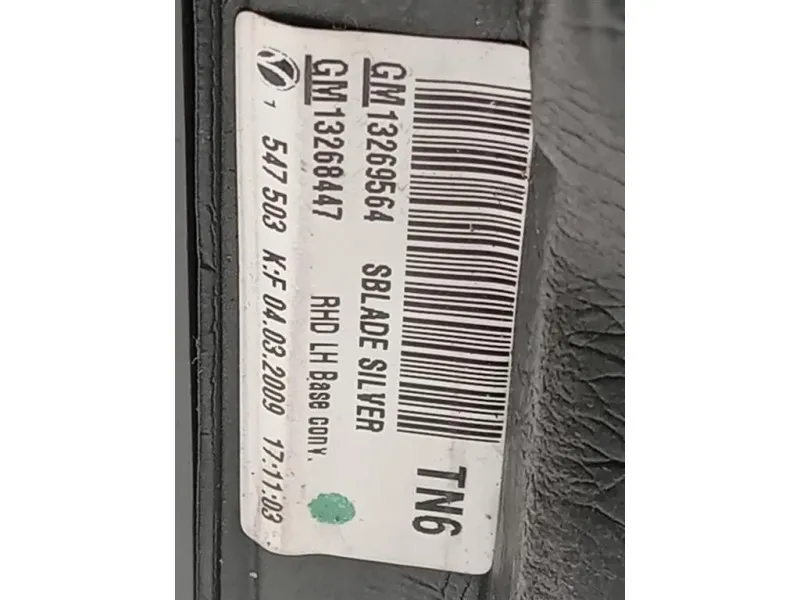 TN6
GM 13269564 SBLADE SILVER
GM 13268447 RHD LH Base conv.
547 503 K:F 04.03.2009 17:11:03